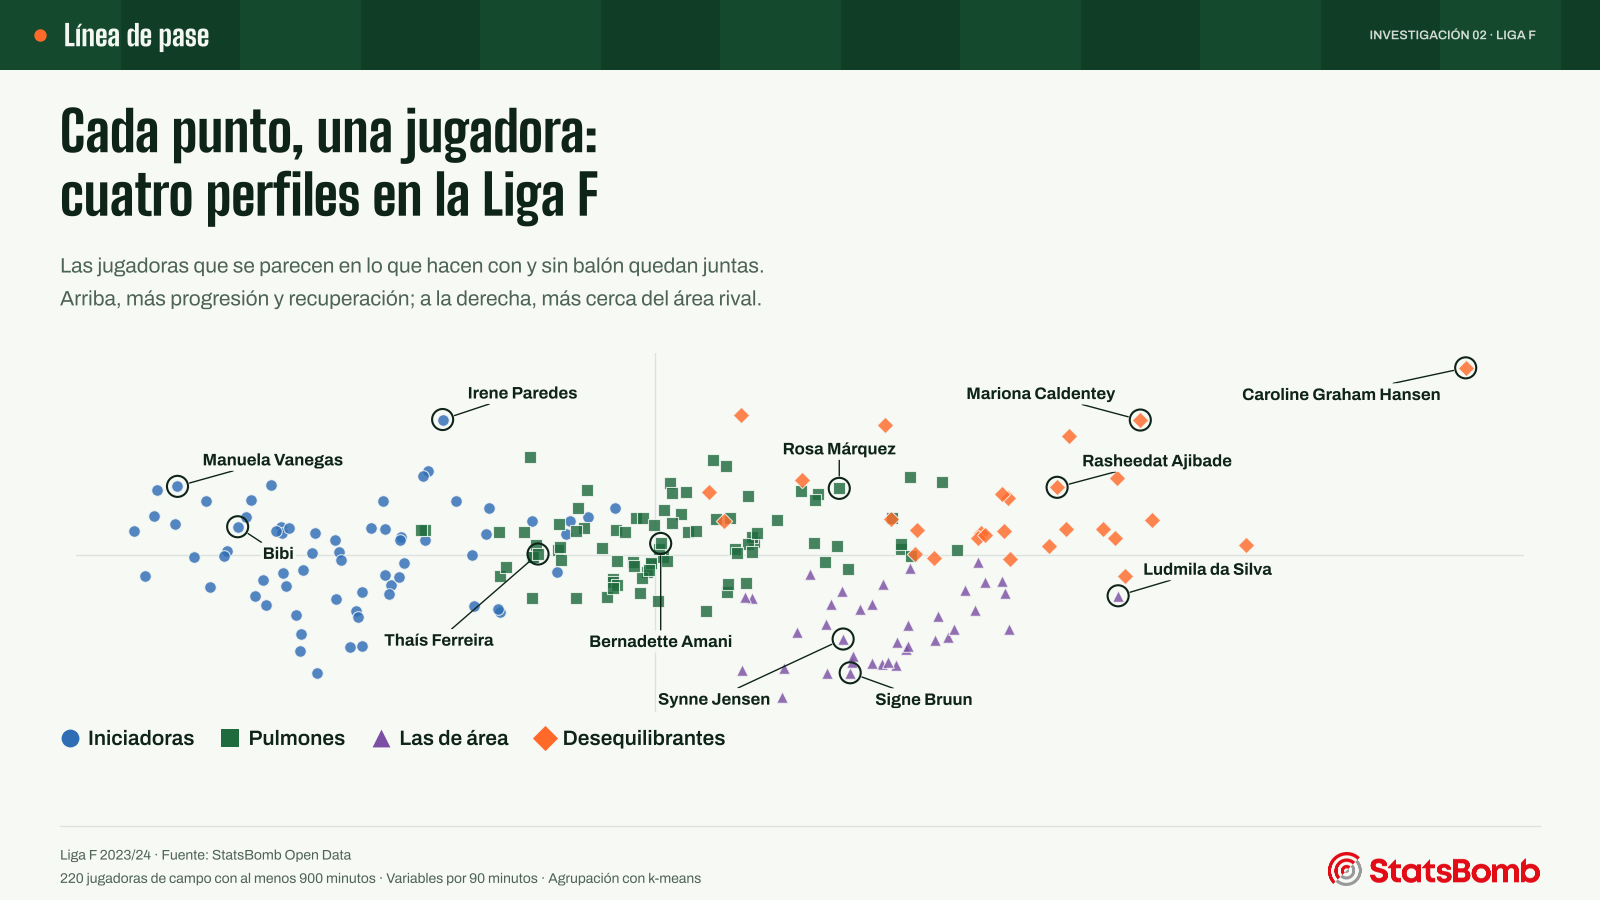 Línea de pase
INVESTIGACIÓN 02 · LIGA F
Cada punto, una jugadora:
cuatro perfiles en la Liga F
Las jugadoras que se parecen en lo que hacen con y sin balón quedan juntas.
Arriba, más progresión y recuperación; a la derecha, más cerca del área rival.
Irene Paredes
Mariona Caldentey
Caroline Graham Hansen
Manuela Vanegas
Rosa Márquez
Rasheedat Ajibade
Bibi
Ludmila da Silva
Thaís Ferreira
Bernadette Amani
Synne Jensen
Signe Bruun
Iniciadoras
Pulmones
Las de área
Desequilibrantes
Liga F 2023/24 · Fuente: StatsBomb Open Data
220 jugadoras de campo con al menos 900 minutos · Variables por 90 minutos · Agrupación con k-means
StatsBomb